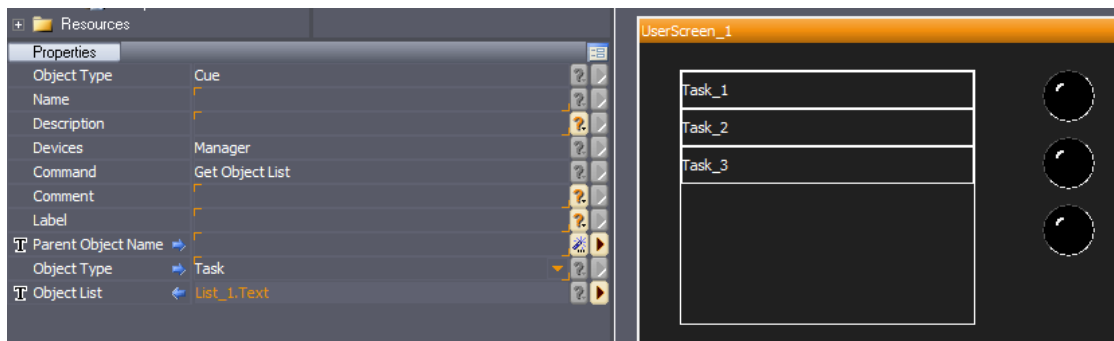 Resources
Properties
Object Type Cue
Name
Description
Devices Manager
Command Get Object List
Comment
Label
T Parent Object Name
Object Type Task
T Object List List_1.Text
UserScreen_1
Task_1
Task_2
Task_3